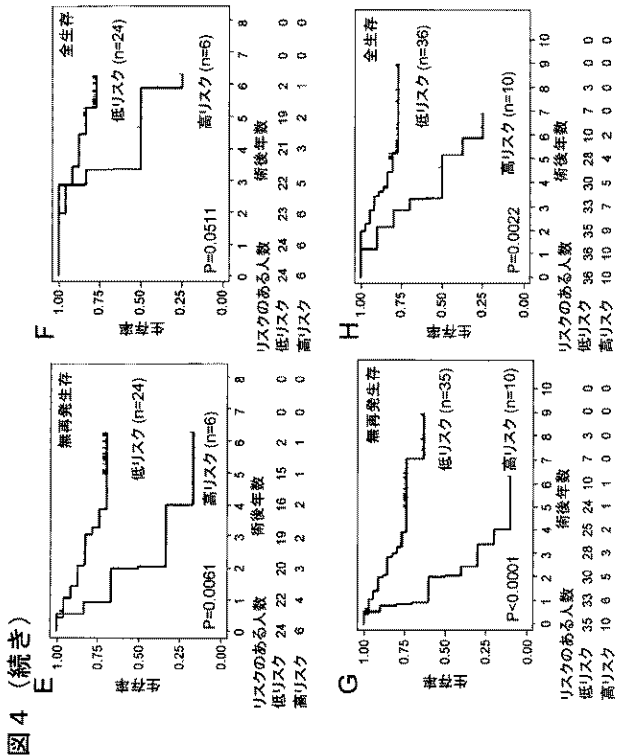 図4 (続き)
E
無再発生存
1.00
0.75
0.50
0.25
0.00
生存率
低リスク (n=24)
高リスク (n=6)
P=0.0061
0 1 2 3 4 5 6 7 8
術後年数
リスクのある人数
低リスク 24 22 20 19 16 15 2 0 0
高リスク 6 4 3 2 2 1 1 0 0
F
全生存
1.00
0.75
0.50
0.25
0.00
生存率
低リスク (n=24)
高リスク (n=6)
P=0.0511
0 1 2 3 4 5 6 7 8
術後年数
リスクのある人数
低リスク 24 24 23 22 21 19 2 0 0
高リスク 6 6 6 5 3 2 1 0 0
G
無再発生存
1.00
0.75
0.50
0.25
0.00
生存率
低リスク (n=35)
高リスク (n=10)
P<0.0001
0 1 2 3 4 5 6 7 8 9 10
術後年数
リスクのある人数
低リスク 35 33 30 28 25 24 10 7 3 0 0
高リスク 10 6 5 3 2 1 1 0 0 0 0
H
全生存
1.00
0.75
0.50
0.25
0.00
生存率
低リスク (n=36)
高リスク (n=10)
P=0.0022
0 1 2 3 4 5 6 7 8 9 10
術後年数
リスクのある人数
低リスク 36 36 35 33 30 28 10 7 3 0 0
高リスク 10 10 9 7 5 4 2 0 0 0 0